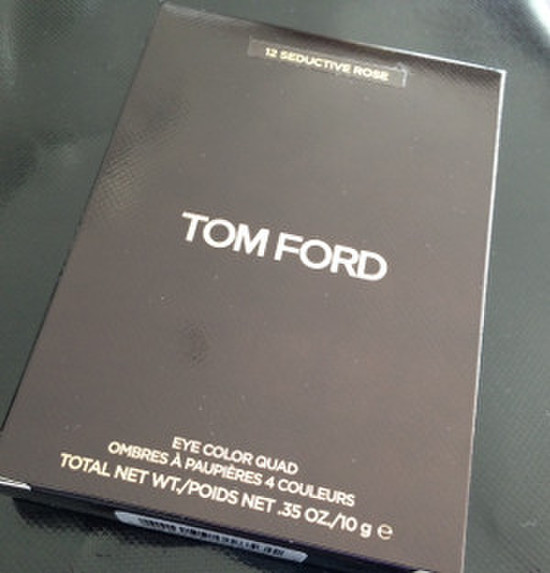 12 SEDUCTIVE ROSE
TOM FORD
EYE COLOR QUAD
OMBRES À PAUPIÈRES 4 COULEURS
TOTAL NET WT./POIDS NET .35 OZ./10 g ℮